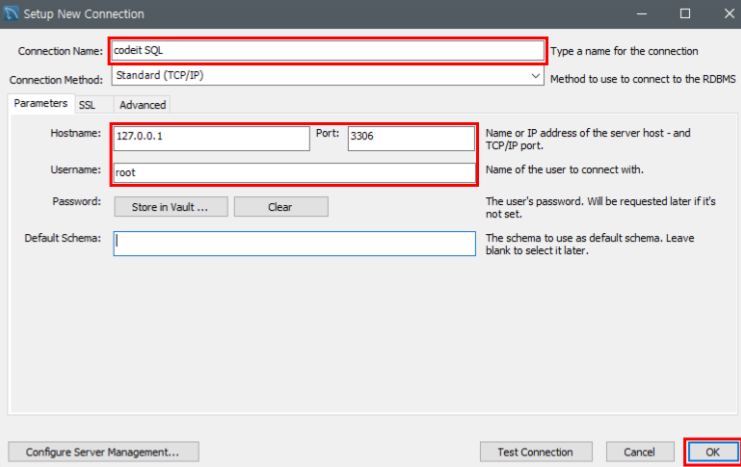 Setup New Connection
Connection Name: codeit SQL Type a name for the connection
Connection Method: Standard (TCP/IP) Method to use to connect to the RDBMS
Parameters SSL Advanced
Hostname: 127.0.0.1 Port: 3306 Name or IP address of the server host - and
TCP/IP port.
Username: root Name of the user to connect with.
Password: Store in Vault ... Clear The user's password. Will be requested later if it's
not set.
Default Schema: The schema to use as default schema. Leave
blank to select it later.
Configure Server Management... Test Connection Cancel OK